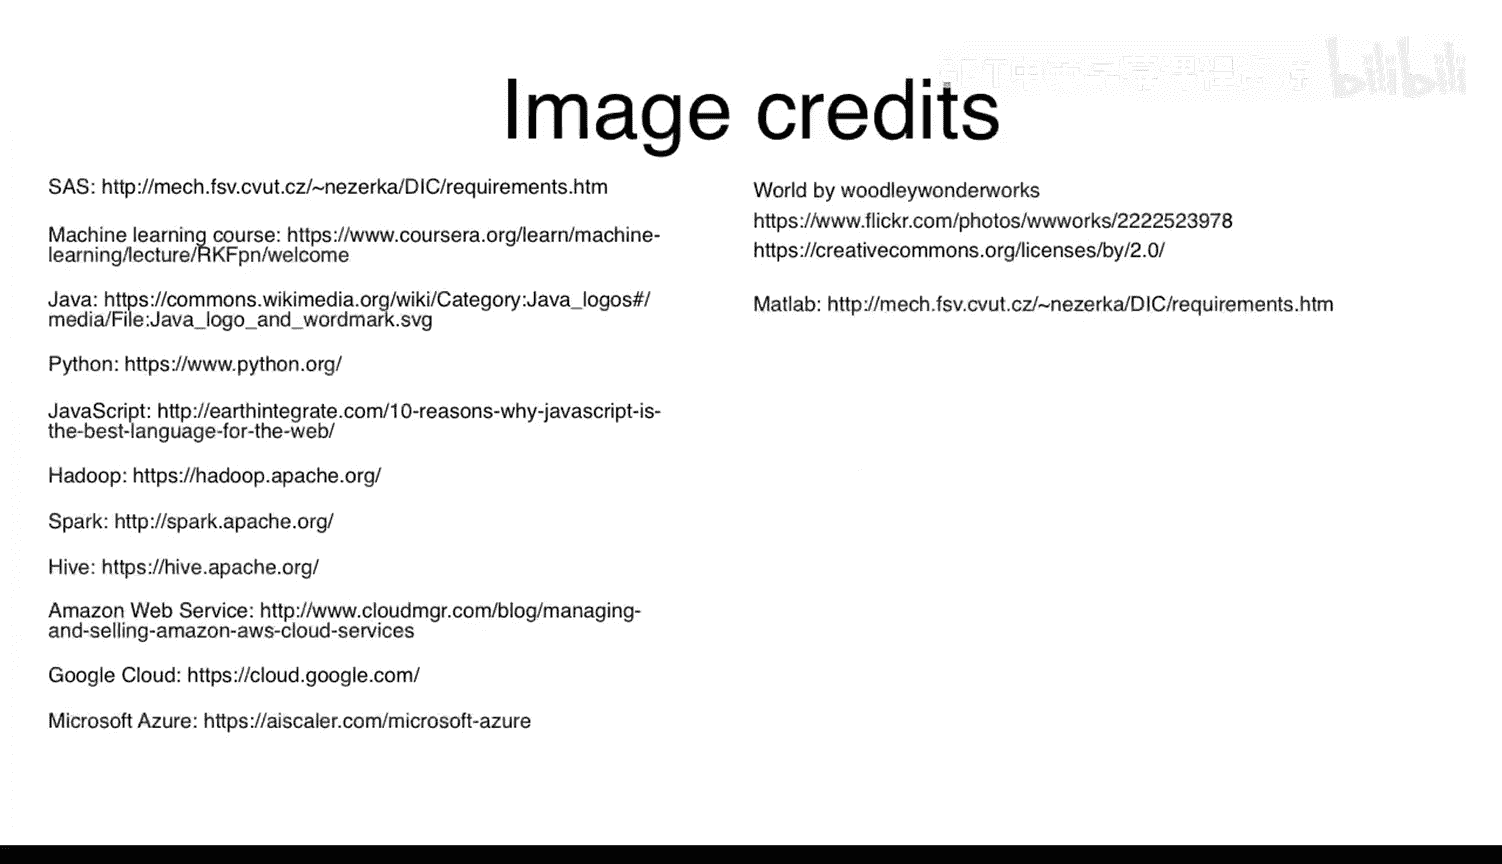 bilibili
Image credits
SAS: http://mech.fsv.cvut.cz/~nezerka/DIC/requirements.htm
Machine learning course: https://www.coursera.org/learn/machine-
learning/lecture/RKFpn/welcome
Java: https://commons.wikimedia.org/wiki/Category:Java_logos#/
media/File:Java_logo_and_wordmark.svg
Python: https://www.python.org/
JavaScript: http://earthintegrate.com/10-reasons-why-javascript-is-
the-best-language-for-the-web/
Hadoop: https://hadoop.apache.org/
Spark: http://spark.apache.org/
Hive: https://hive.apache.org/
Amazon Web Service: http://www.cloudmgr.com/blog/managing-
and-selling-amazon-aws-cloud-services
Google Cloud: https://cloud.google.com/
Microsoft Azure: https://aiscaler.com/microsoft-azure
World by woodleywonderworks
https://www.flickr.com/photos/wwworks/2222523978
https://creativecommons.org/licenses/by/2.0/
Matlab: http://mech.fsv.cvut.cz/~nezerka/DIC/requirements.htm